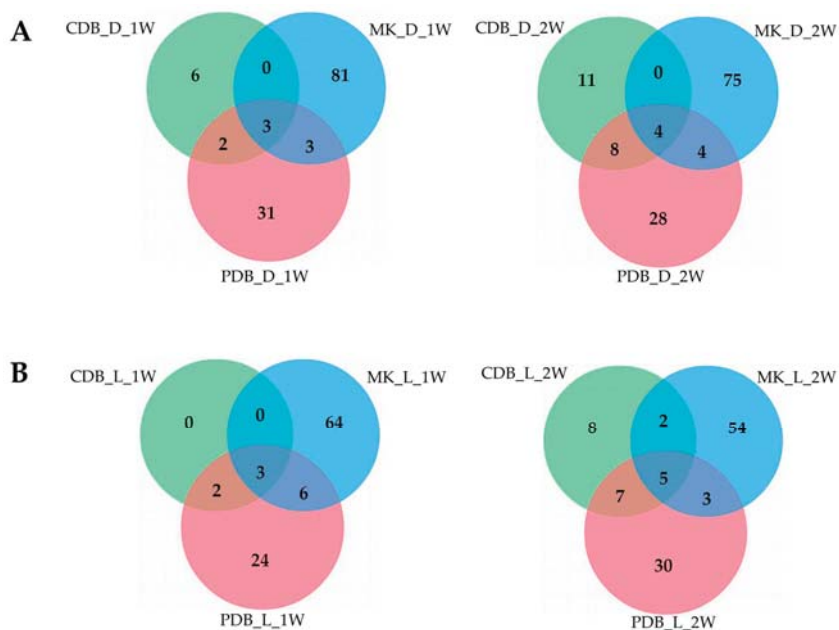 A
CDB_D_1W
MK_D_1W
6
0
81
3
2
3
31
PDB_D_1W
CDB_D_2W
MK_D_2W
11
0
75
4
8
4
28
PDB_D_2W
B
CDB_L_1W
MK_L_1W
0
0
64
3
2
6
24
PDB_L_1W
CDB_L_2W
MK_L_2W
8
2
54
5
7
3
30
PDB_L_2W